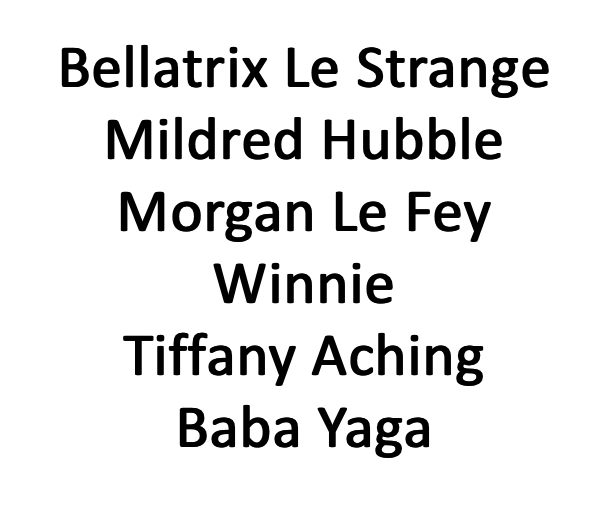 Bellatrix Le Strange
Mildred Hubble
Morgan Le Fey
Winnie
Tiffany Aching
Baba Yaga